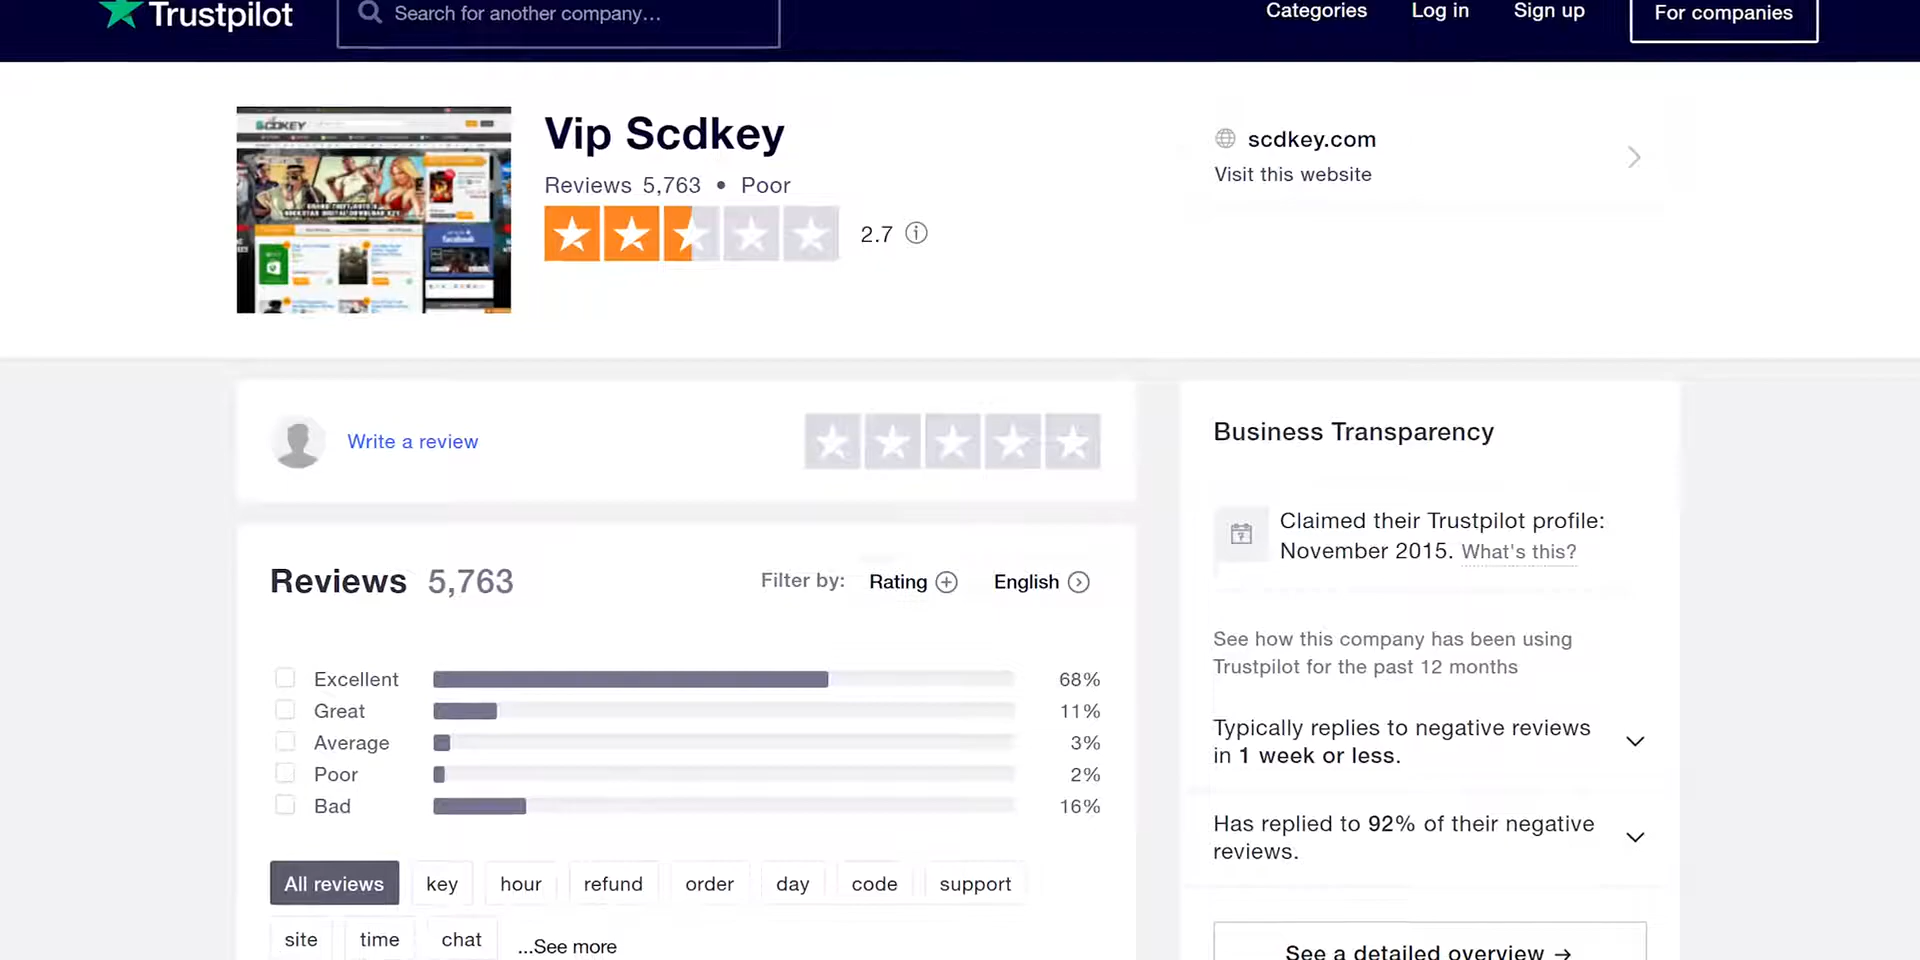 Trustpilot
Search for another company...
Categories
Log in
Sign up
For companies
SCDKEY
Vip Scdkey
Reviews 5,763 • Poor
2.7
scdkey.com
Visit this website
Write a review
Reviews 5,763
Filter by: Rating English
Excellent 68%
Great 11%
Average 3%
Poor 2%
Bad 16%
All reviews key hour refund order day code support
site time chat ...See more
Business Transparency
Claimed their Trustpilot profile:
November 2015. What's this?
See how this company has been using
Trustpilot for the past 12 months
Typically replies to negative reviews
in 1 week or less.
Has replied to 92% of their negative
reviews.
See a detailed overview →